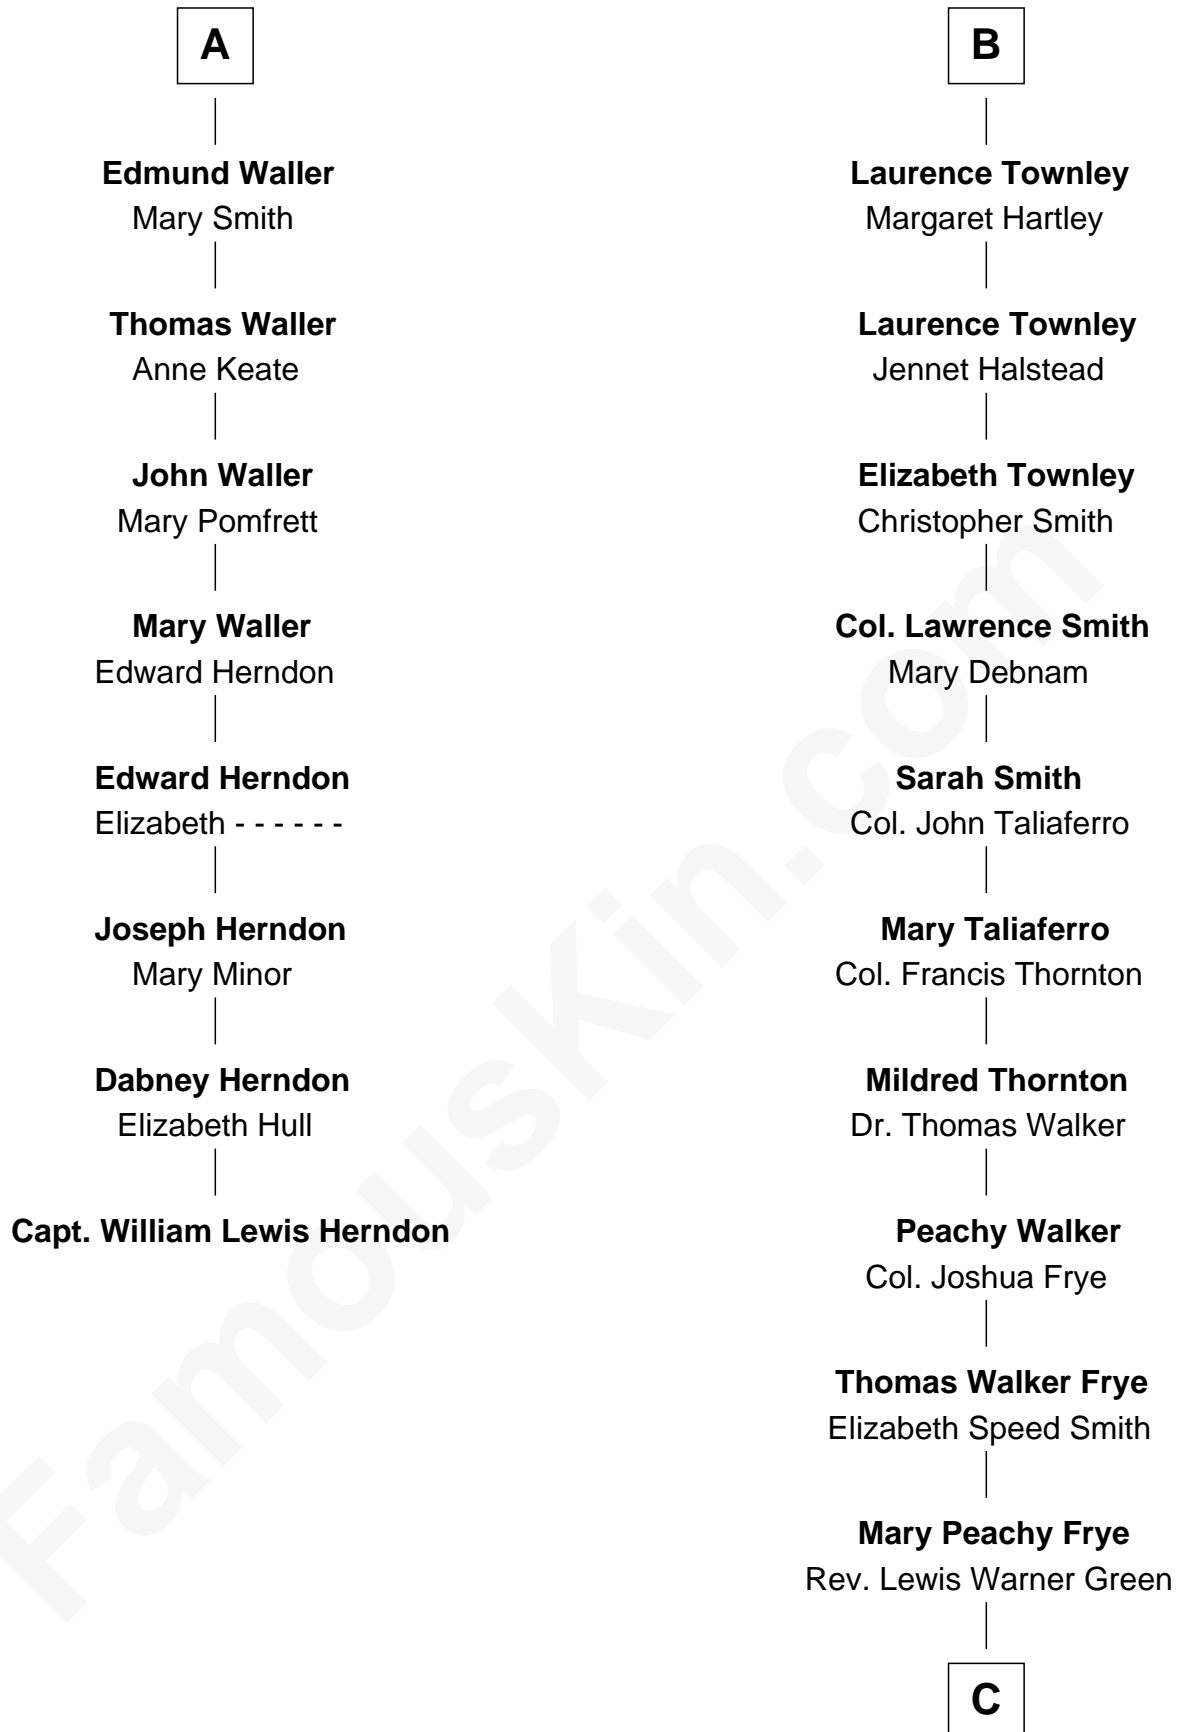 A
Edmund Waller
Mary Smith
Thomas Waller
Anne Keate
John Waller
Mary Pomfrett
Mary Waller
Edward Herndon
Edward Herndon
Elizabeth - - - - - -
Joseph Herndon
Mary Minor
Dabney Herndon
Elizabeth Hull
Capt. William Lewis Herndon
B
Laurence Townley
Margaret Hartley
Laurence Townley
Jennet Halstead
Elizabeth Townley
Christopher Smith
Col. Lawrence Smith
Mary Debnam
Sarah Smith
Col. John Taliaferro
Mary Taliaferro
Col. Francis Thornton
Mildred Thornton
Dr. Thomas Walker
Peachy Walker
Col. Joshua Frye
Thomas Walker Frye
Elizabeth Speed Smith
Mary Peachy Frye
Rev. Lewis Warner Green
C
FamousKin.com